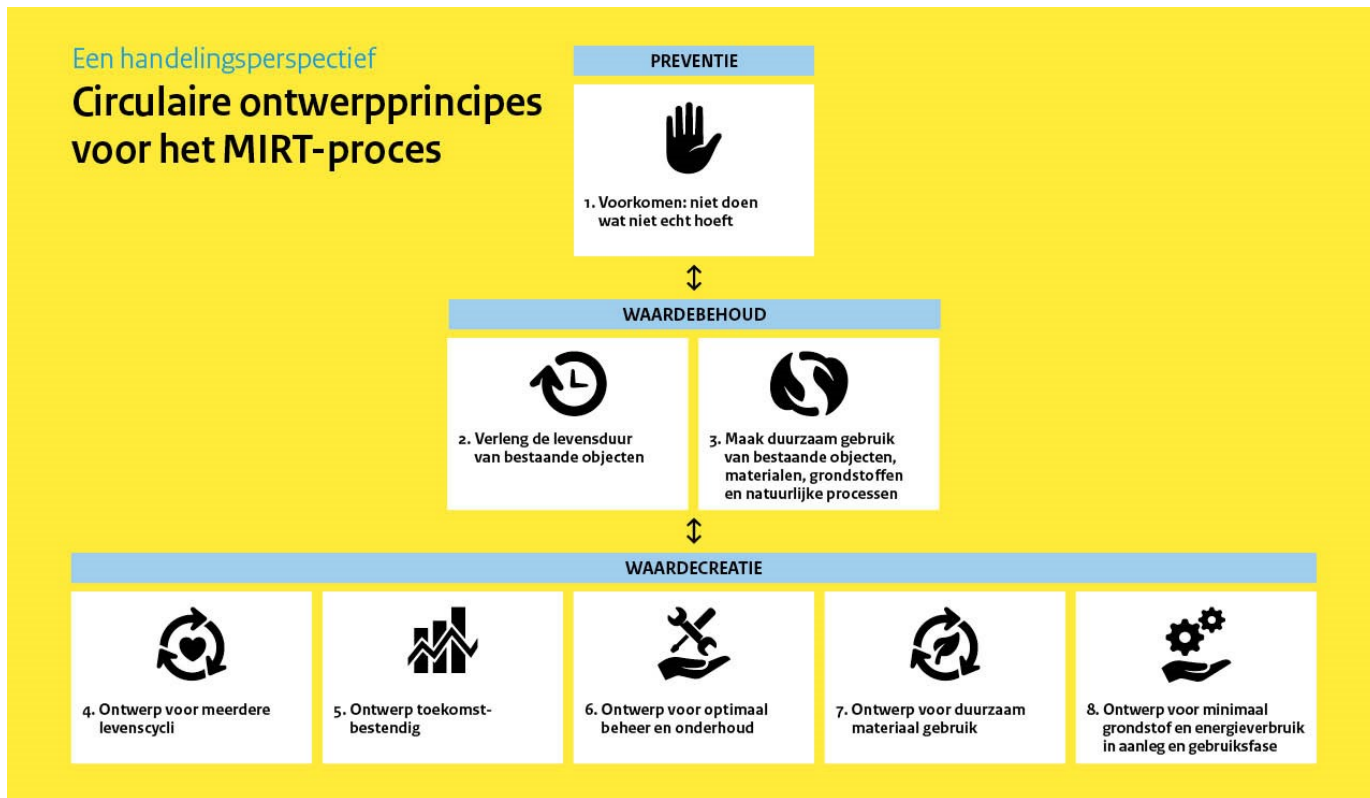 Een handelingsperspectief
Circulaire ontwerpprincipes
voor het MIRT-proces
PREVENTIE
1. Voorkomen: niet doen
wat niet echt hoeft
WAARDEBEHOUD
2. Verleng de levensduur
van bestaande objecten
3. Maak duurzaam gebruik
van bestaande objecten,
materialen, grondstoffen
en natuurlijke processen
WAARDECREATIE
4. Ontwerp voor meerdere
levenscycli
5. Ontwerp toekomst-
bestendig
6. Ontwerp voor optimaal
beheer en onderhoud
7. Ontwerp voor duurzaam
materiaal gebruik
8. Ontwerp voor minimaal
grondstof en energieverbruik
in aanleg en gebruiksfase